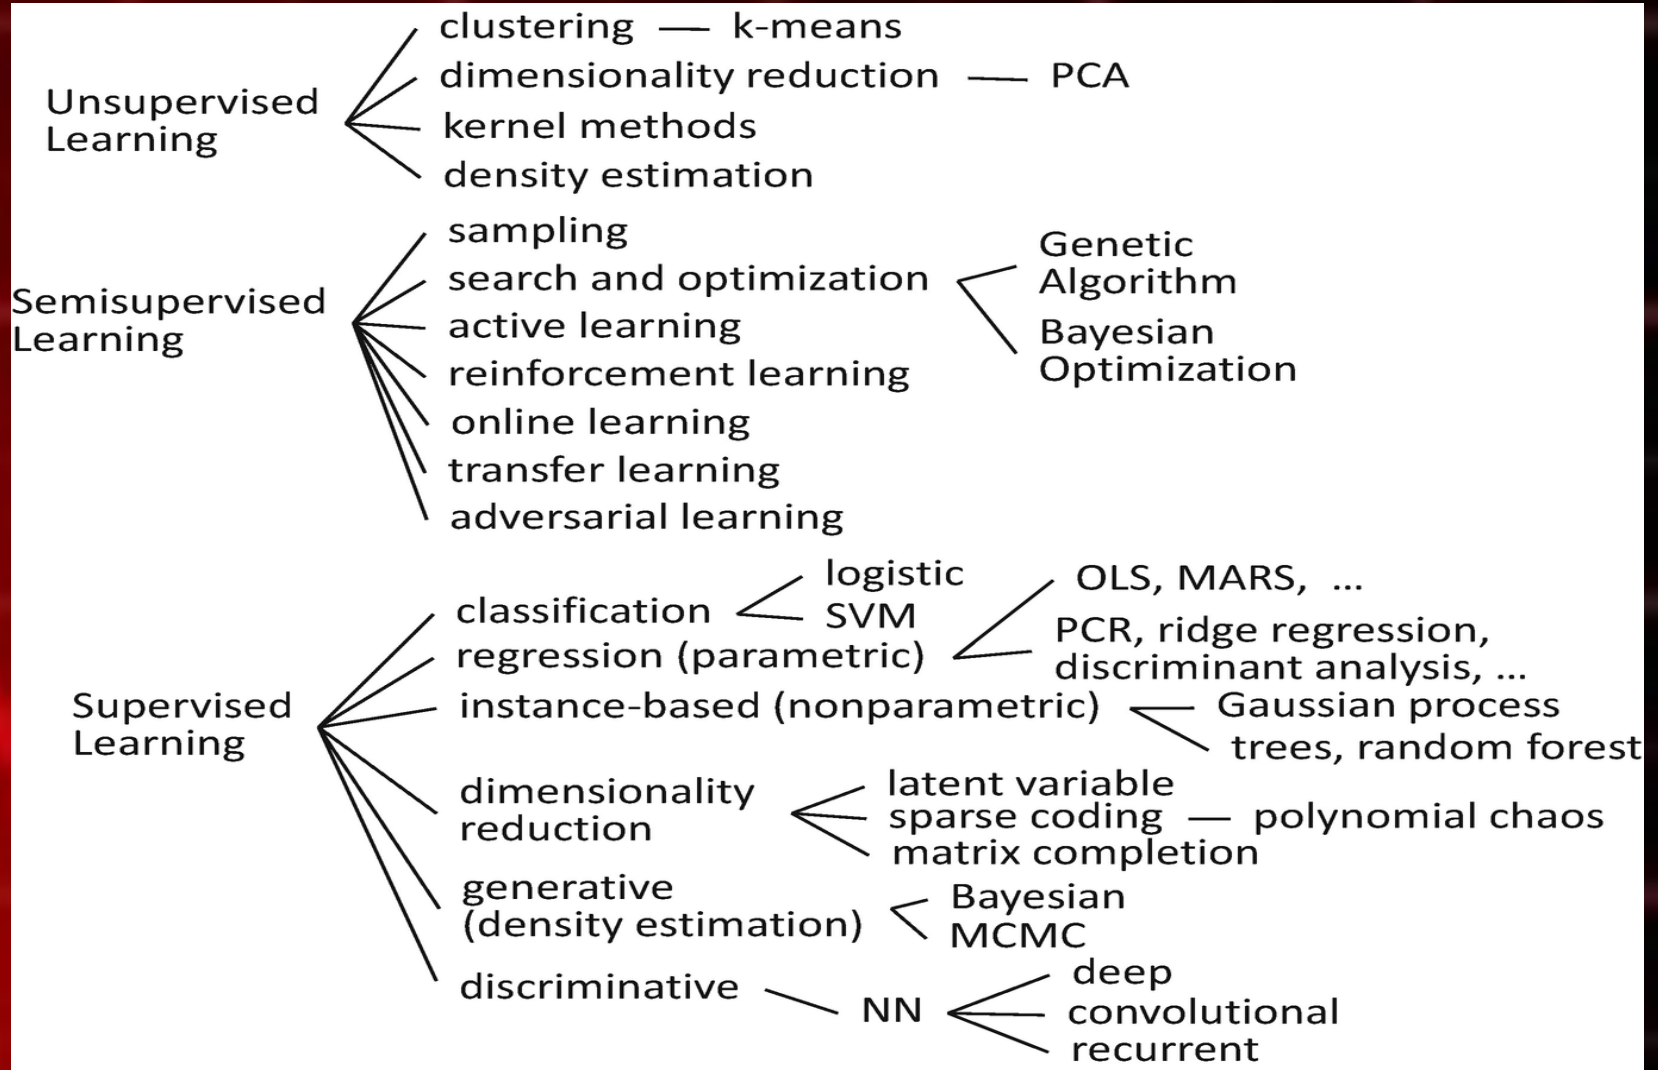 clustering — k-means
dimensionality reduction — PCA
Unsupervised
Learning
kernel methods
density estimation
sampling
search and optimization
Genetic
Algorithm
Bayesian
Optimization
Semisupervised
Learning
active learning
reinforcement learning
online learning
transfer learning
adversarial learning
classification
logistic
SVM
regression (parametric)
OLS, MARS, ...
PCR, ridge regression,
discriminant analysis, ...
Supervised
Learning
instance-based (nonparametric)
Gaussian process
trees, random forest
dimensionality
reduction
latent variable
sparse coding — polynomial chaos
matrix completion
generative
(density estimation)
Bayesian
MCMC
discriminative
NN
deep
convolutional
recurrent